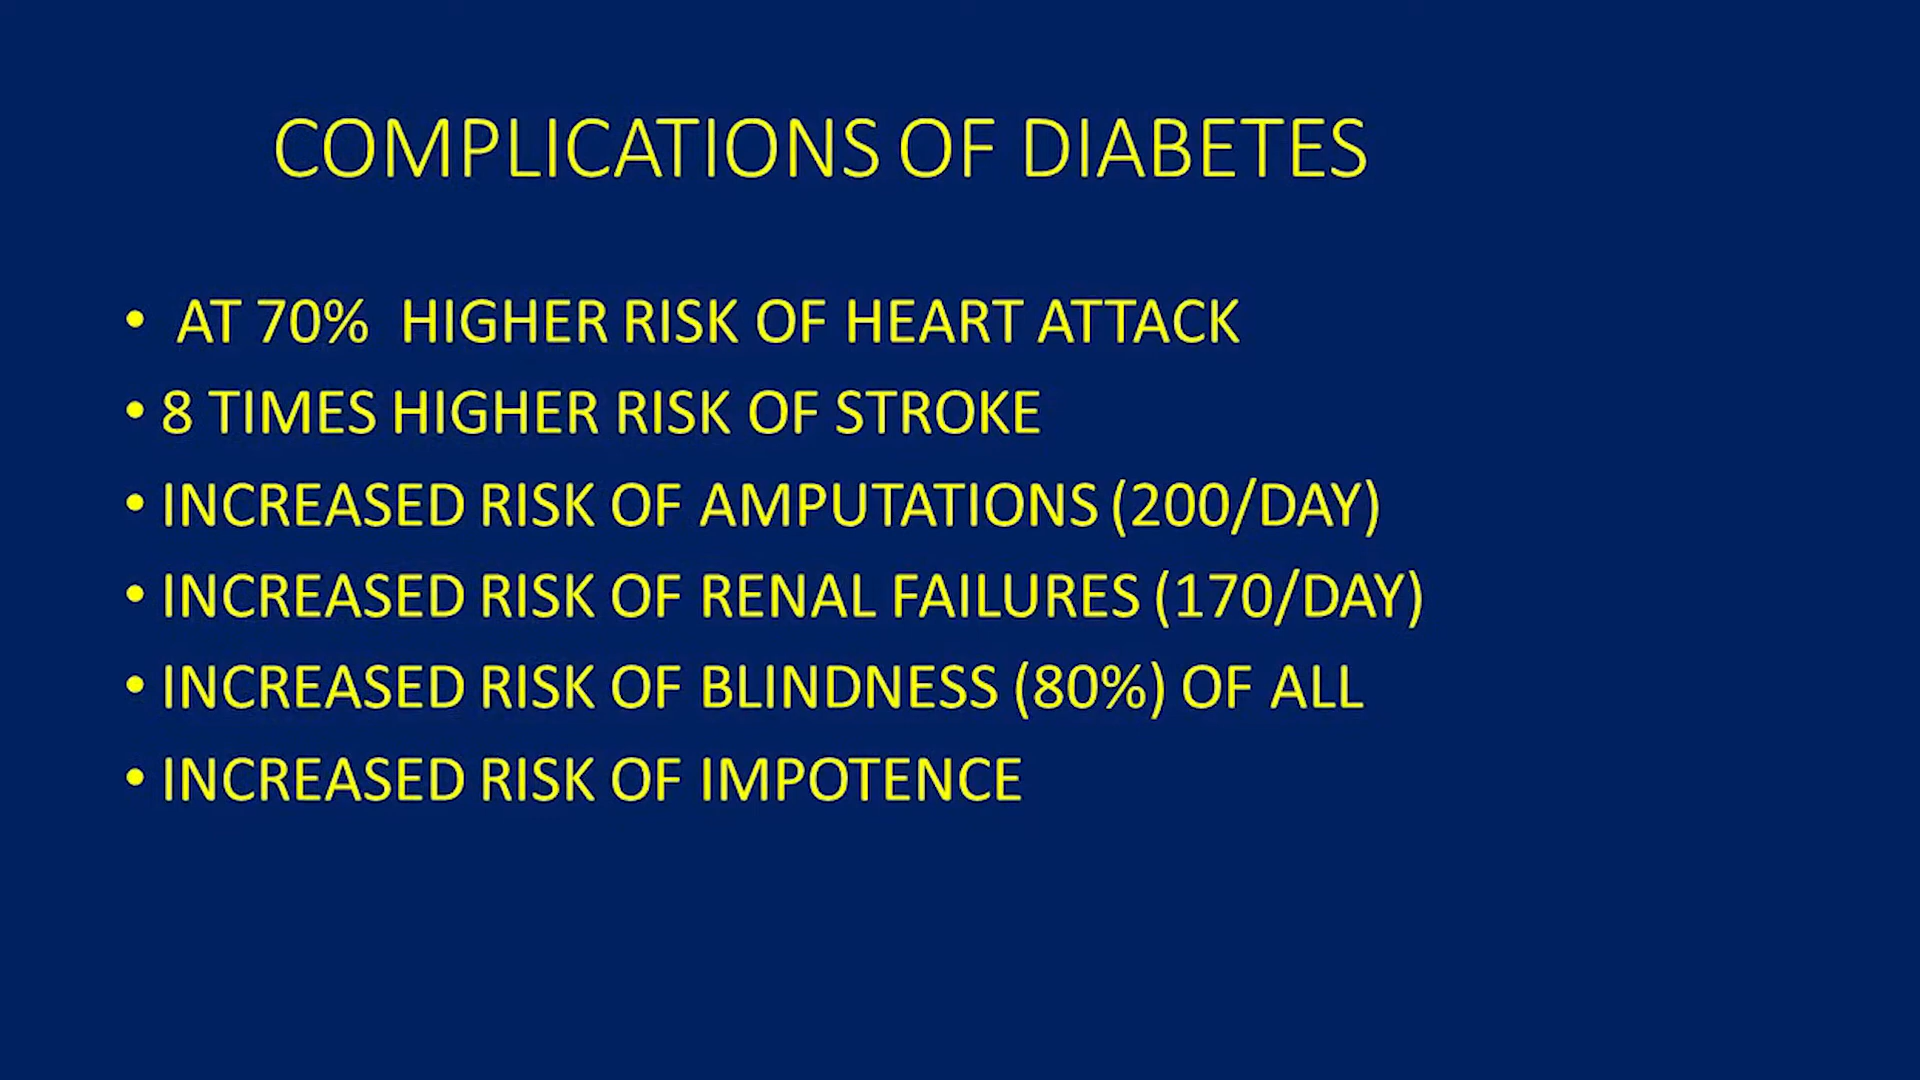 COMPLICATIONS OF DIABETES
• AT 70% HIGHER RISK OF HEART ATTACK
• 8 TIMES HIGHER RISK OF STROKE
• INCREASED RISK OF AMPUTATIONS (200/DAY)
• INCREASED RISK OF RENAL FAILURES (170/DAY)
• INCREASED RISK OF BLINDNESS (80%) OF ALL
• INCREASED RISK OF IMPOTENCE